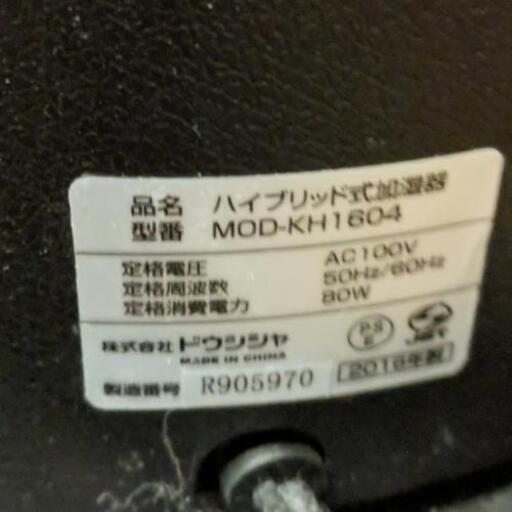 品名 ハイブリッド式加湿器
型番 MOD-KH1604
定格電圧 AC100V
定格周波数 50Hz/60Hz
定格消費電力 80W
株式会社 ドウシシャ
MADE IN CHINA
PS E
製造番号 R905970 2016年製